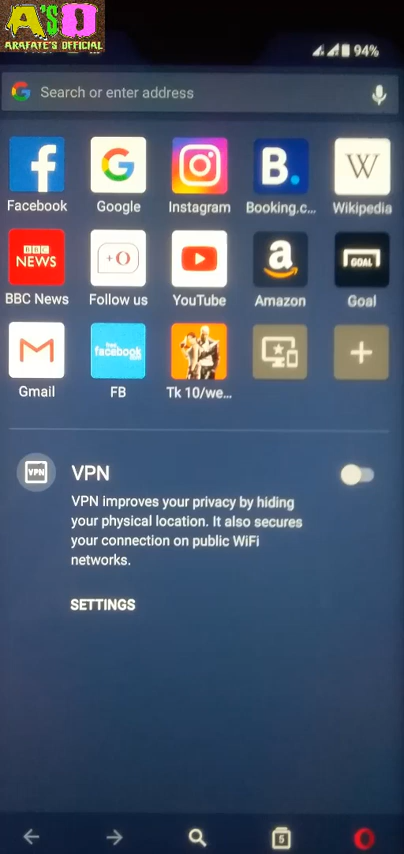 A'S O
ARAFATE'S OFFICIAL
94%
Search or enter address
Facebook
Google
Instagram
B.
Booking.c...
W
Wikipedia
BBC
NEWS
BBC News
+O
Follow us
YouTube
a
Amazon
GOAL
Goal
Gmail
facebook
FB
Tk 10/we...
VPN
VPN
VPN improves your privacy by hiding
your physical location. It also secures
your connection on public WiFi
networks.
SETTINGS
5